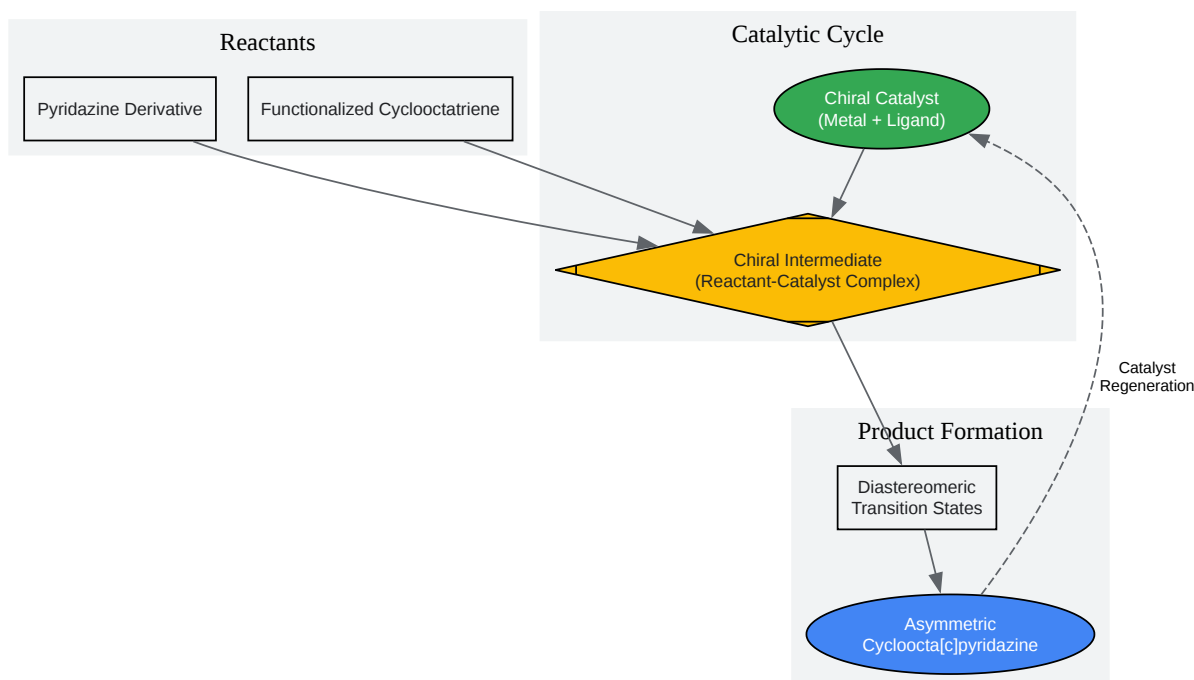 Reactants
Pyridazine Derivative
Functionalized Cyclooctatriene
Catalytic Cycle
Chiral Catalyst
(Metal + Ligand)
Chiral Intermediate
(Reactant-Catalyst Complex)
Catalyst
Regeneration
Product Formation
Diastereomeric
Transition States
Asymmetric
Cycloocta[c]pyridazine